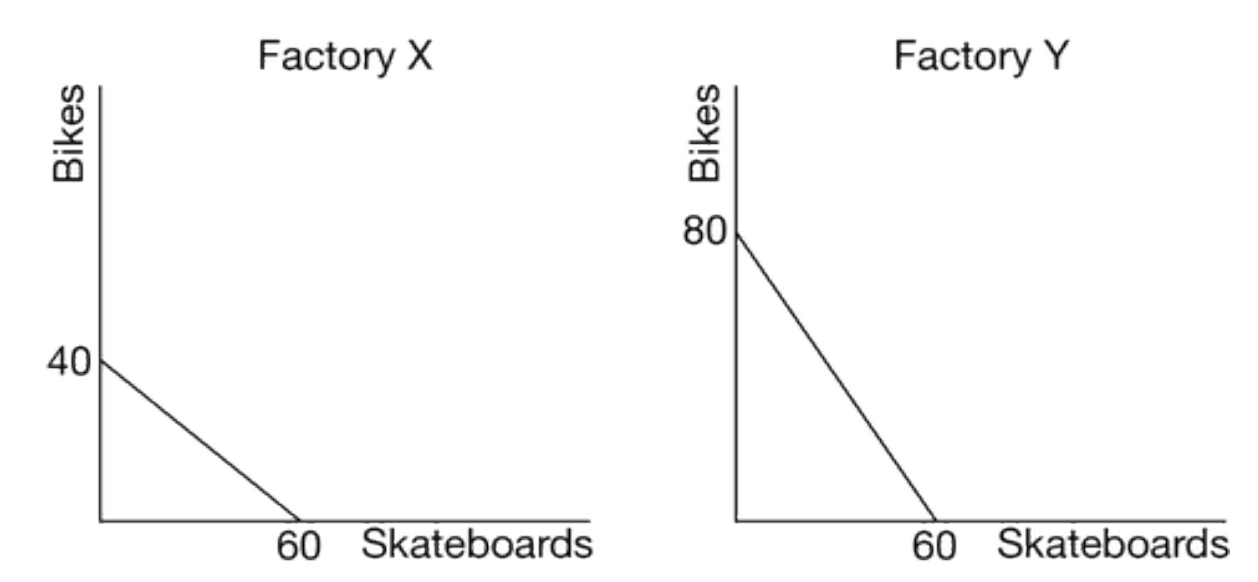 Factory X
Bikes
40
60
Skateboards
Factory Y
Bikes
80
60
Skateboards